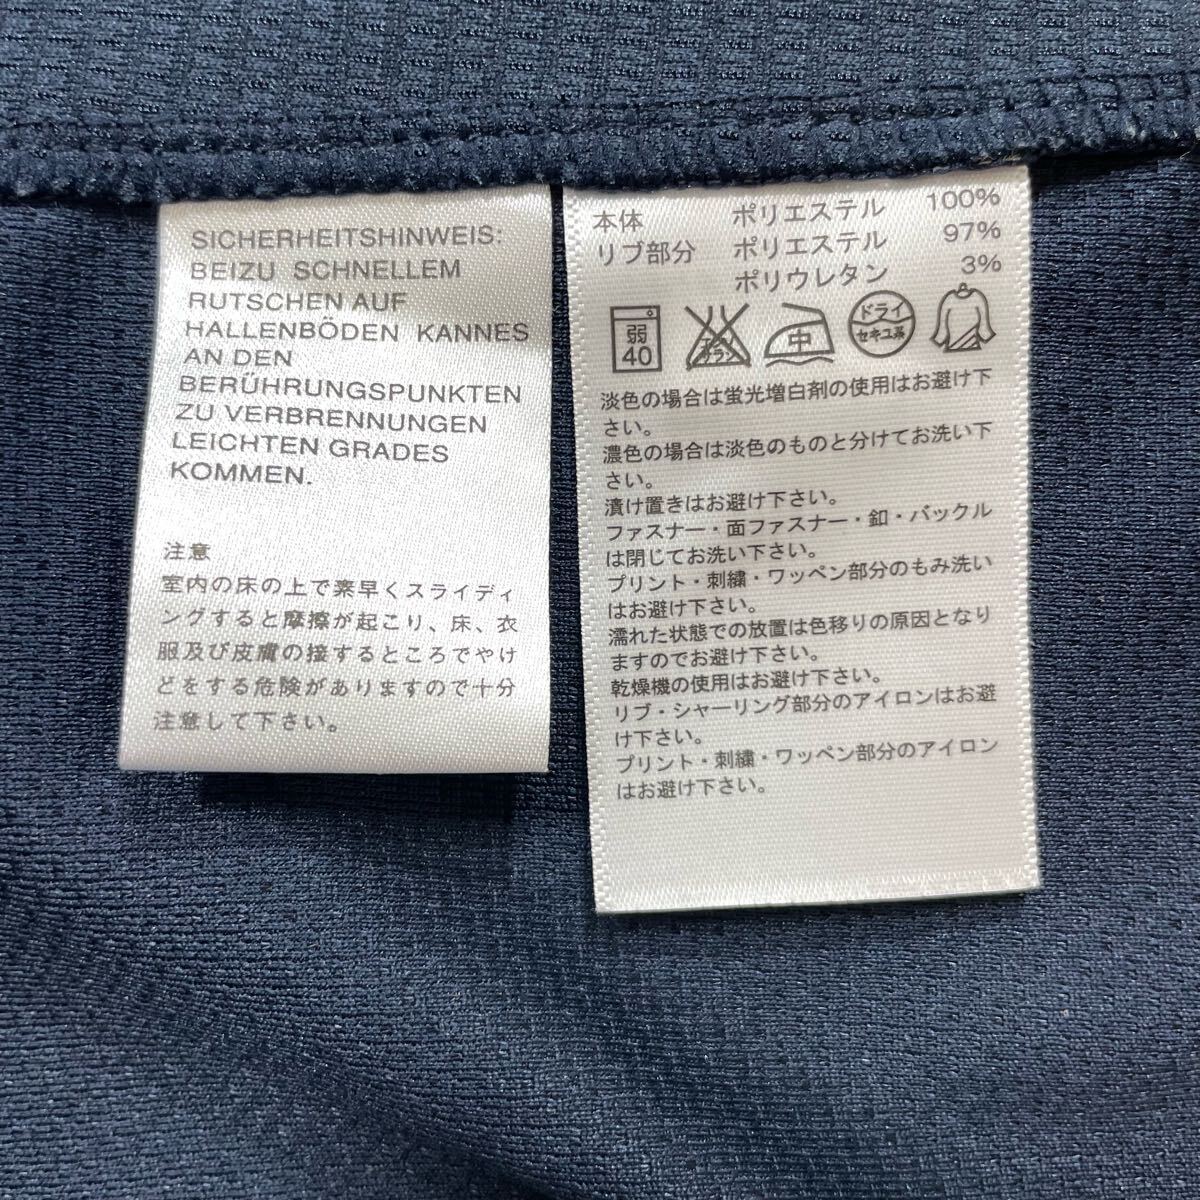 SICHERHEITSHINWEIS:
BEIZU SCHNELLEM
RUTSCHEN AUF
HALLENBÖDEN KANNES
AN DEN
BERÜHRUNGSPUNKTEN
ZU VERBRENNUNGEN
LEICHTEN GRADES
KOMMEN.
注意
室内の床の上で素早くスライディ
ングすると摩擦が起こり、床、衣
服及び皮膚の接するところでやけ
どをする危険がありますので十分
注意して下さい。
本体 ポリエステル 100%
リブ部分 ポリエステル 97%
ポリウレタン 3%
弱
40
エンソ
サラシ
中
ドライ
セキユ系
淡色の場合は蛍光増白剤の使用はお避け下
さい。
濃色の場合は淡色のものと分けてお洗い下
さい。
漬け置きはお避け下さい。
ファスナー・面ファスナー・釦・バックル
は閉じてお洗い下さい。
プリント・刺繍・ワッペン部分のもみ洗い
はお避け下さい。
濡れた状態での放置は色移りの原因となり
ますのでお避け下さい。
乾燥機の使用はお避け下さい。
リブ・シャーリング部分のアイロンはお避
け下さい。
プリント・刺繍・ワッペン部分のアイロン
はお避け下さい。